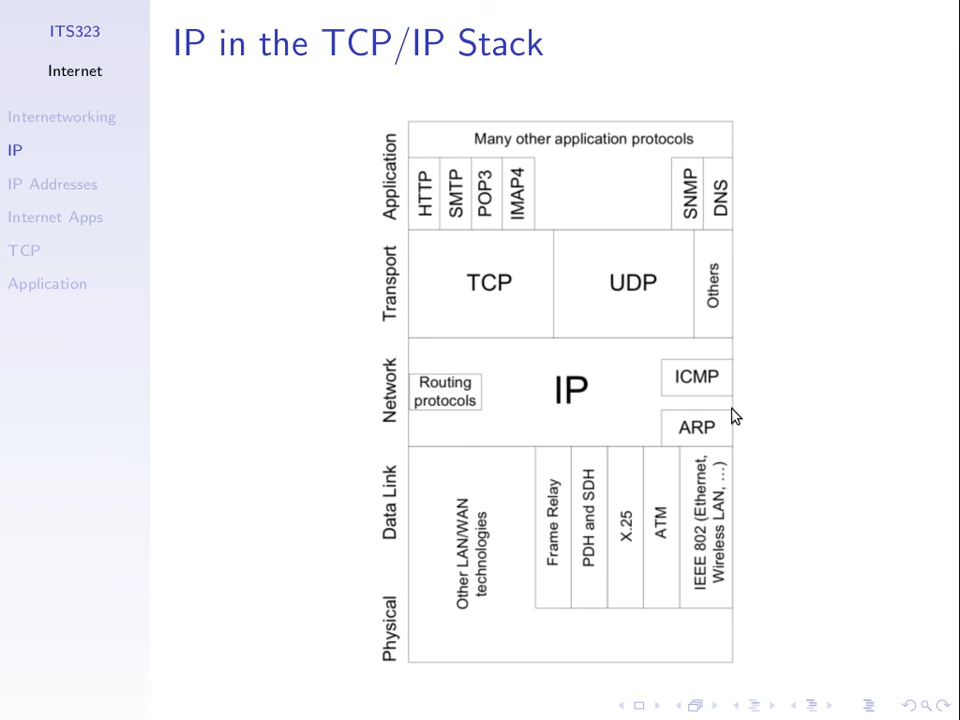 ITS323
Internet
Internetworking
IP
IP Addresses
Internet Apps
TCP
Application
IP in the TCP/IP Stack
Application
Many other application protocols
HTTP
SMTP
POP3
IMAP4
SNMP
DNS
Transport
TCP
UDP
Others
Network
Routing
protocols
IP
ICMP
ARP
Data Link
Other LAN/WAN
technologies
Frame Relay
PDH and SDH
X.25
ATM
IEEE 802 (Ethernet,
Wireless LAN, ...)
Physical